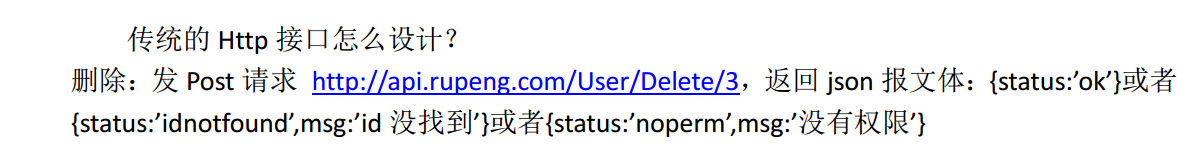 传统的 Http 接口怎么设计？
删除：发 Post 请求 http://api.rupeng.com/User/Delete/3，返回 json 报文体：{status:’ok’}或者
{status:’idnotfound’,msg:’id 没找到’}或者{status:’noperm’,msg:’没有权限’}